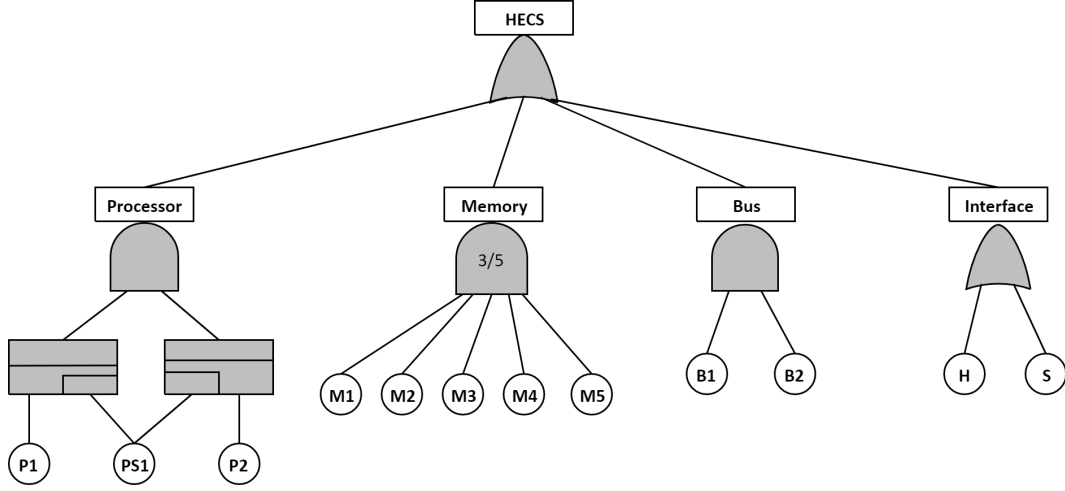 HECS
Processor
Memory
Bus
Interface
3/5
M1
M2
M3
M4
M5
B1
B2
H
S
P1
PS1
P2